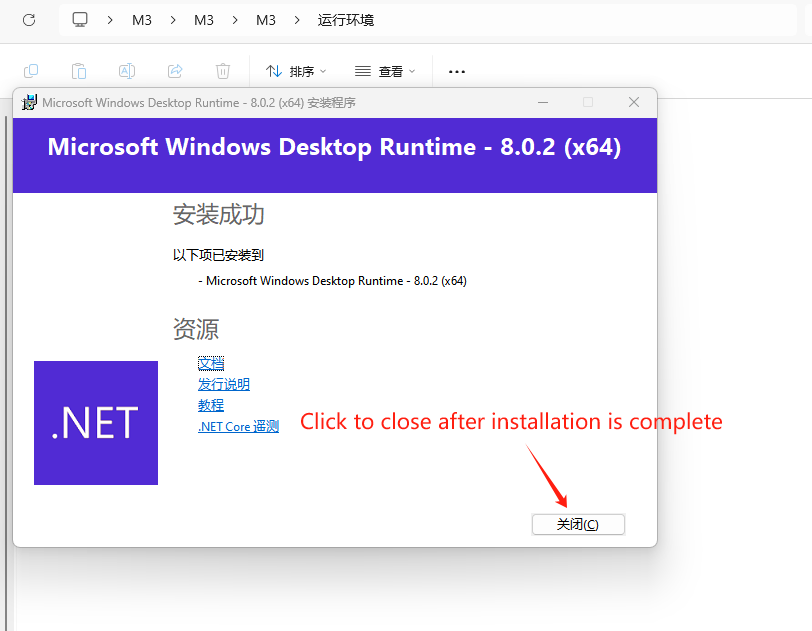 M3 M3 M3 运行环境
排序 查看
Microsoft Windows Desktop Runtime - 8.0.2 (x64) 安装程序
Microsoft Windows Desktop Runtime - 8.0.2 (x64)
安装成功
以下项已安装到
- Microsoft Windows Desktop Runtime - 8.0.2 (x64)
资源
文档
发行说明
教程
.NET Core 遥测
.NET
Click to close after installation is complete
关闭(C)